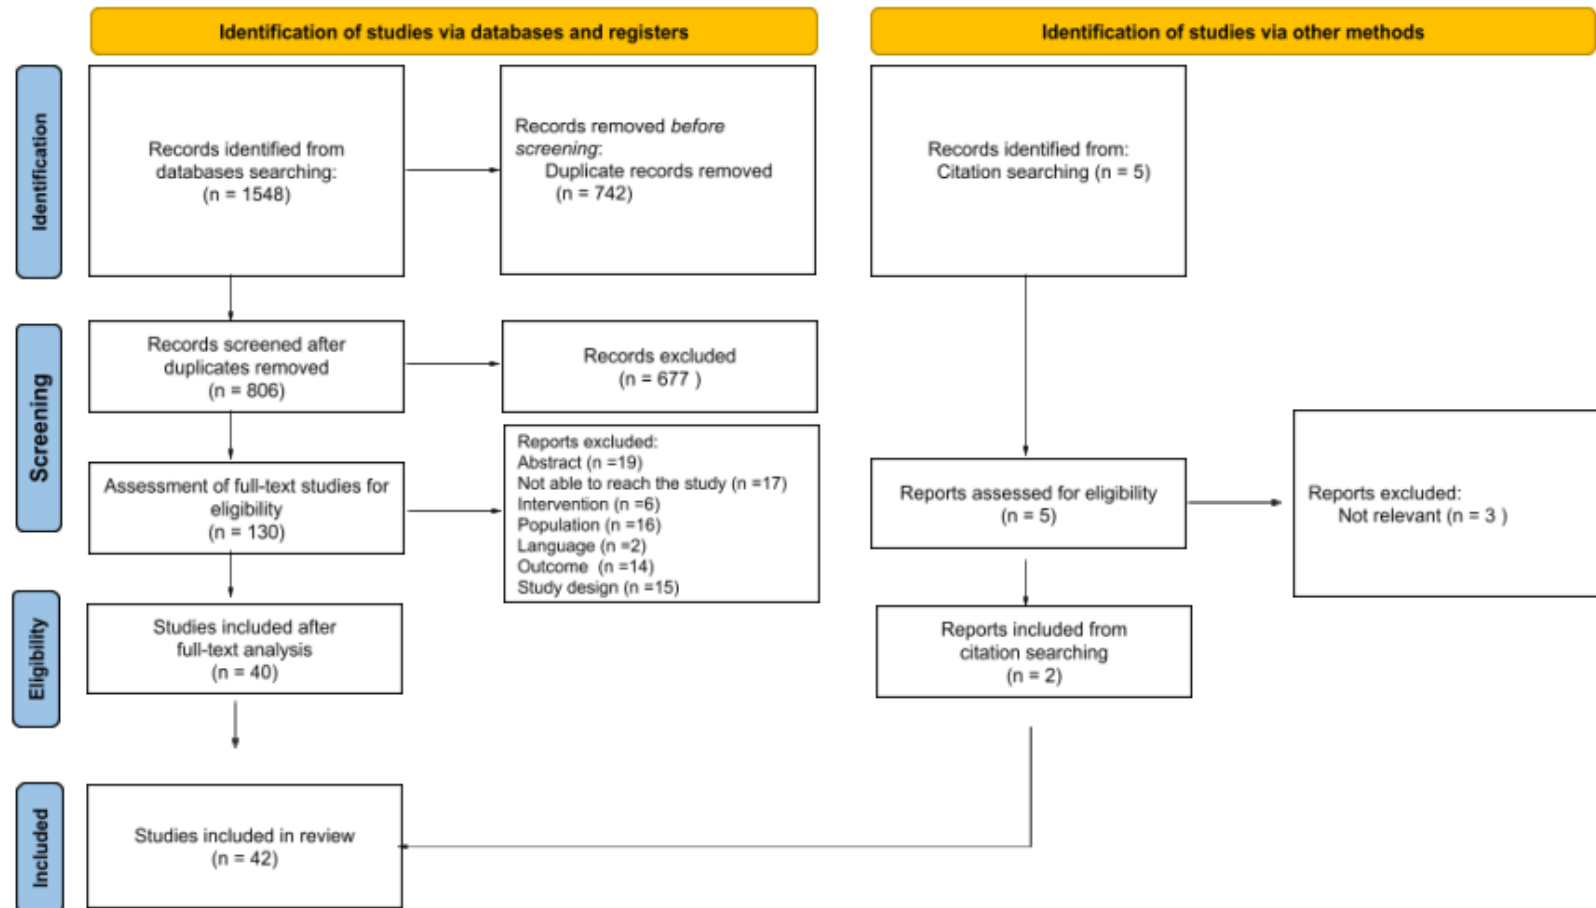 Identification of studies via databases and registers
Identification of studies via other methods
Identification
Records identified from
databases searching:
(n = 1548)
Records removed before
screening:
Duplicate records removed
(n = 742)
Records identified from:
Citation searching (n = 5)
Screening
Records screened after
duplicates removed
(n = 806)
Records excluded
(n = 677 )
Assessment of full-text studies for
eligibility
(n = 130)
Reports excluded:
Abstract (n =19)
Not able to reach the study (n =17)
Intervention (n =6)
Population (n =16)
Language (n =2)
Outcome (n =14)
Study design (n =15)
Reports assessed for eligibility
(n = 5)
Reports excluded:
Not relevant (n = 3 )
Eligibility
Studies included after
full-text analysis
(n = 40)
Reports included from
citation searching
(n = 2)
Included
Studies included in review
(n = 42)